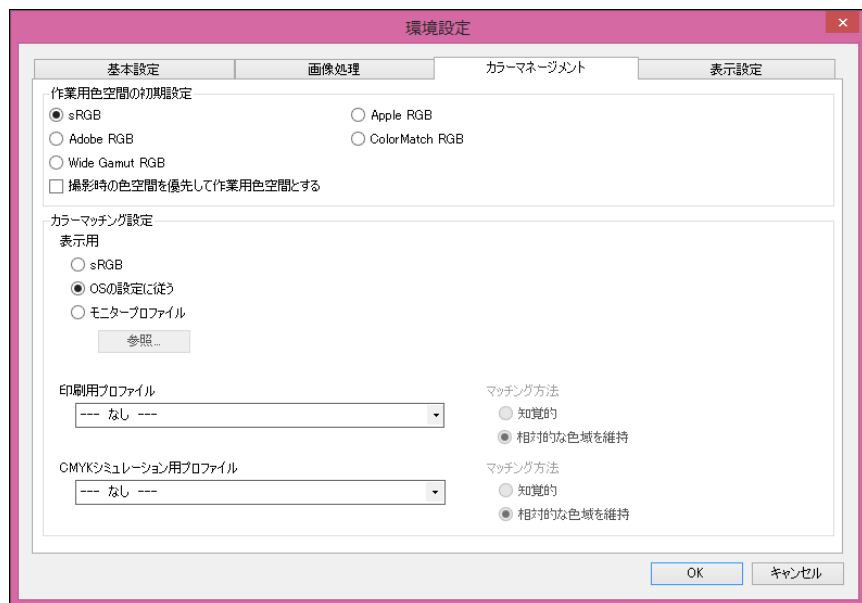 環境設定
基本設定 画像処理 カラーマネージメント 表示設定
作業用色空間の初期設定
sRGB Apple RGB
Adobe RGB ColorMatch RGB
Wide Gamut RGB
撮影時の色空間を優先して作業用色空間とする
カラーマッチング設定
表示用
sRGB
OSの設定に従う
モニタープロファイル
参照...
印刷用プロファイル マッチング方法
--- なし --- 知覚的
相対的な色域を維持
CMYKシミュレーション用プロファイル マッチング方法
--- なし --- 知覚的
相対的な色域を維持
OK キャンセル